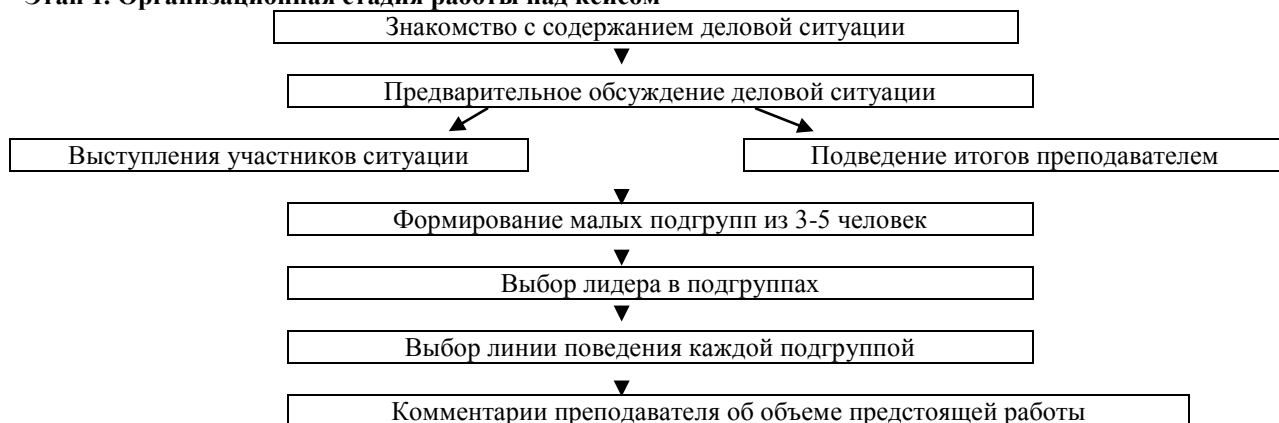 Этап 1. Организационная стадия работы над кейсом
Знакомство с содержанием деловой ситуации
Предварительное обсуждение деловой ситуации
Выступления участников ситуации
Подведение итогов преподавателем
Формирование малых подгрупп из 3-5 человек
Выбор лидера в подгруппах
Выбор линии поведения каждой подгруппой
Комментарии преподавателя об объеме предстоящей работы